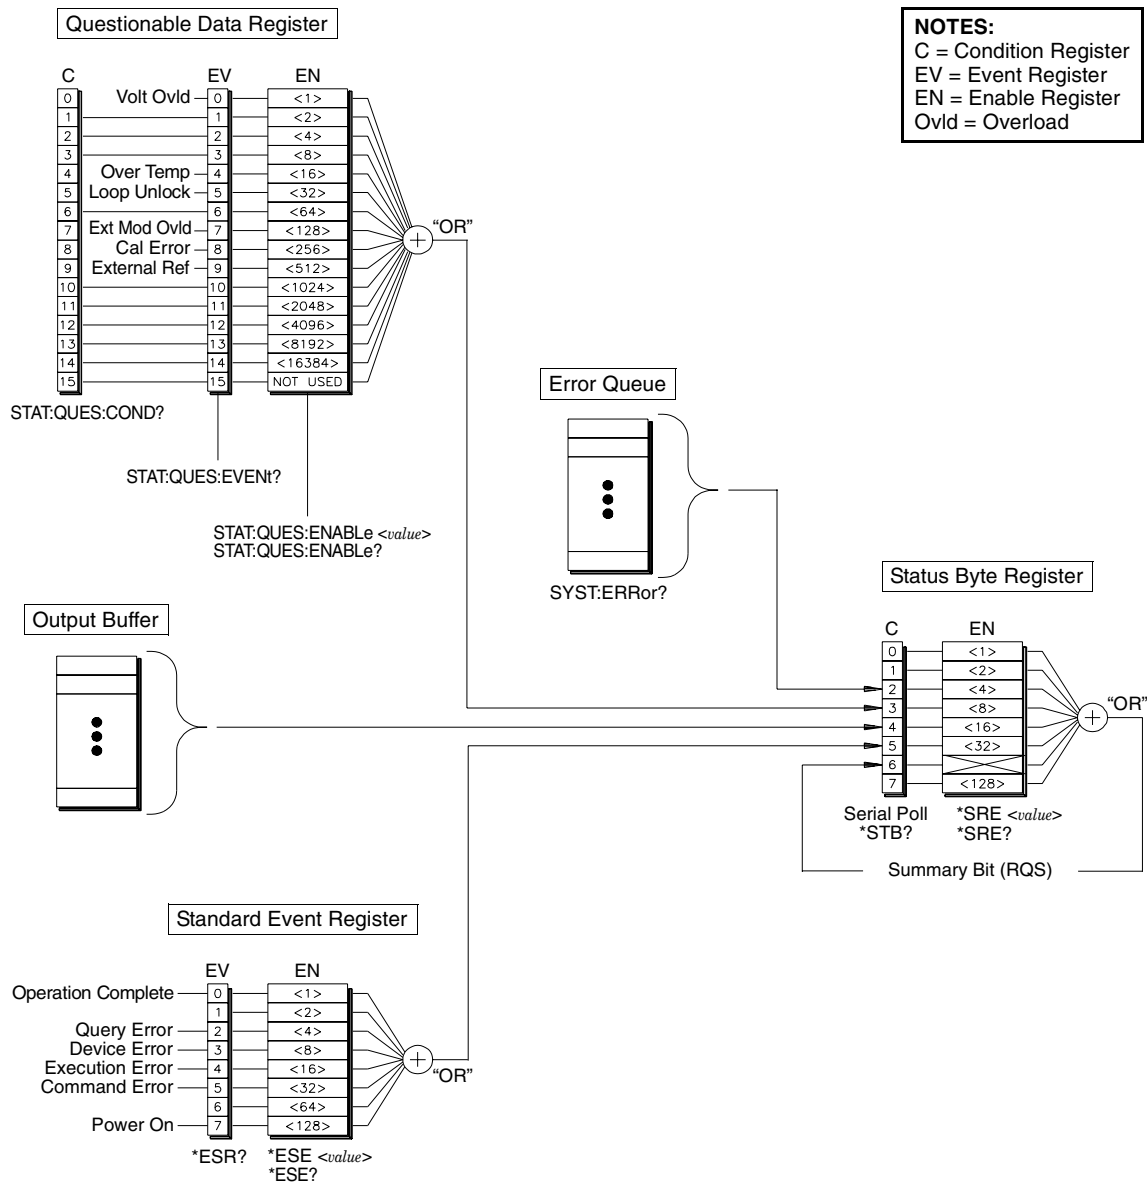 Questionable Data Register
NOTES:
C = Condition Register
EV = Event Register
EN = Enable Register
Ovld = Overload
C EV EN
0 Volt Ovld 0 <1>
1 1 <2>
2 2 <4>
3 3 <8>
4 Over Temp 4 <16>
5 Loop Unlock 5 <32>
6 6 <64>
7 Ext Mod Ovld 7 <128>
8 Cal Error 8 <256>
9 External Ref 9 <512>
10 10 <1024>
11 11 <2048>
12 12 <4096>
13 13 <8192>
14 14 <16384>
15 15 NOT USED
+ “OR”
STAT:QUES:COND?
STAT:QUES:EVENt?
STAT:QUES:ENABLe <value>
STAT:QUES:ENABLe?
Error Queue
SYST:ERRor?
Output Buffer
Status Byte Register
C EN
0 <1>
1 <2>
2 <4>
3 <8>
4 <16>
5 <32>
6
7 <128>
+ “OR”
Serial Poll
*STB?
*SRE <value>
*SRE?
Summary Bit (RQS)
Standard Event Register
EV EN
Operation Complete 0 <1>
1 <2>
Query Error 2 <4>
Device Error 3 <8>
Execution Error 4 <16>
Command Error 5 <32>
6 <64>
Power On 7 <128>
+ “OR”
*ESR?
*ESE <value>
*ESE?